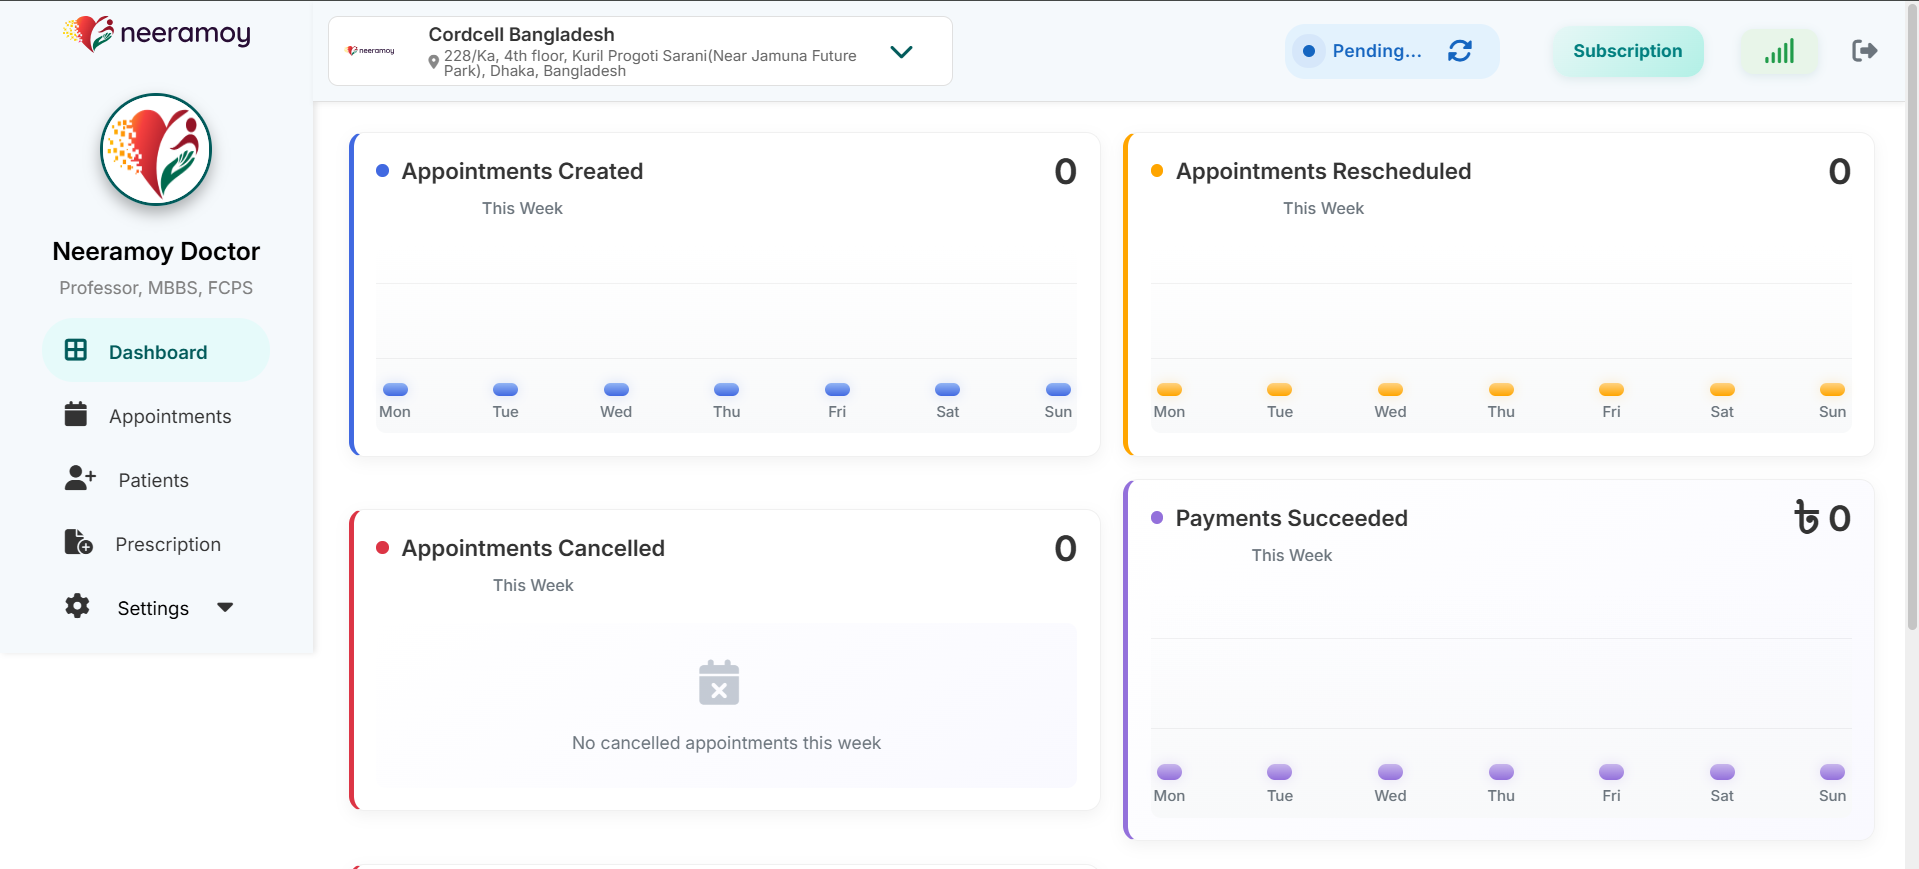 neeramoy
Neeramoy Doctor
Professor, MBBS, FCPS
Dashboard
Appointments
Patients
Prescription
Settings
neeramoy
Cordcell Bangladesh
228/Ka, 4th floor, Kuril Progoti Sarani(Near Jamuna Future
Park), Dhaka, Bangladesh
Pending...
Subscription
Appointments Created
0
This Week
Mon Tue Wed Thu Fri Sat Sun
Appointments Rescheduled
0
This Week
Mon Tue Wed Thu Fri Sat Sun
Appointments Cancelled
0
This Week
No cancelled appointments this week
Payments Succeeded
৳ 0
This Week
Mon Tue Wed Thu Fri Sat Sun